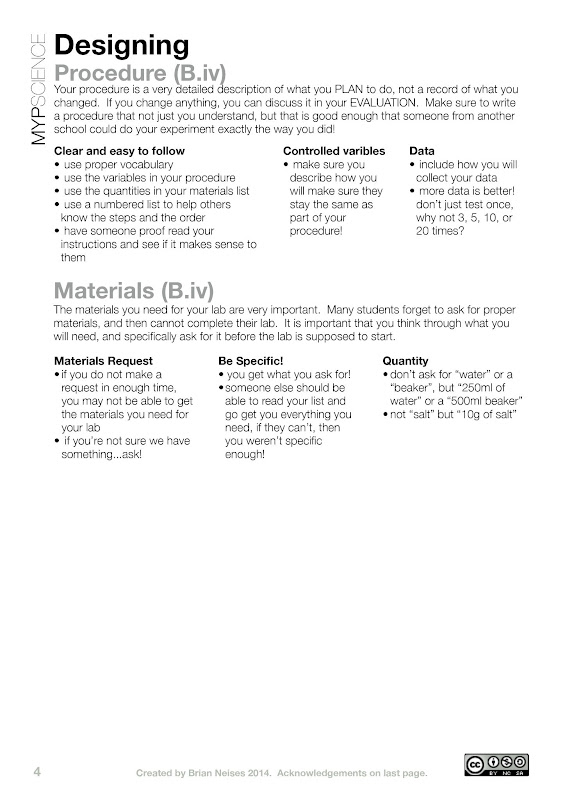 MYPSCIENCE
Designing
Procedure (B.iv)
Your procedure is a very detailed description of what you PLAN to do, not a record of what you
changed.  If you change anything, you can discuss it in your EVALUATION.  Make sure to write
a procedure that not just you understand, but that is good enough that someone from another
school could do your experiment exactly the way you did!
Clear and easy to follow
• use proper vocabulary
• use the variables in your procedure
• use the quantities in your materials list
• use a numbered list to help others
know the steps and the order
• have someone proof read your
instructions and see if it makes sense to
them
Controlled varibles
• make sure you
describe how you
will make sure they
stay the same as
part of your
procedure!
Data
• include how you will
collect your data
• more data is better!
don't just test once,
why not 3, 5, 10, or
20 times?
Materials (B.iv)
The materials you need for your lab are very important.  Many students forget to ask for proper
materials, and then cannot complete their lab.  It is important that you think through what you
will need, and specifically ask for it before the lab is supposed to start.
Materials Request
• if you do not make a
request in enough time,
you may not be able to get
the materials you need for
your lab
• if you're not sure we have
something...ask!
Be Specific!
• you get what you ask for!
• someone else should be
able to read your list and
go get you everything you
need, if they can't, then
you weren't specific
enough!
Quantity
• don't ask for “water” or a
“beaker”, but “250ml of
water” or a “500ml beaker”
• not “salt” but “10g of salt”
4
Created by Brian Neises 2014.  Acknowledgements on last page.
cc
BY NC SA